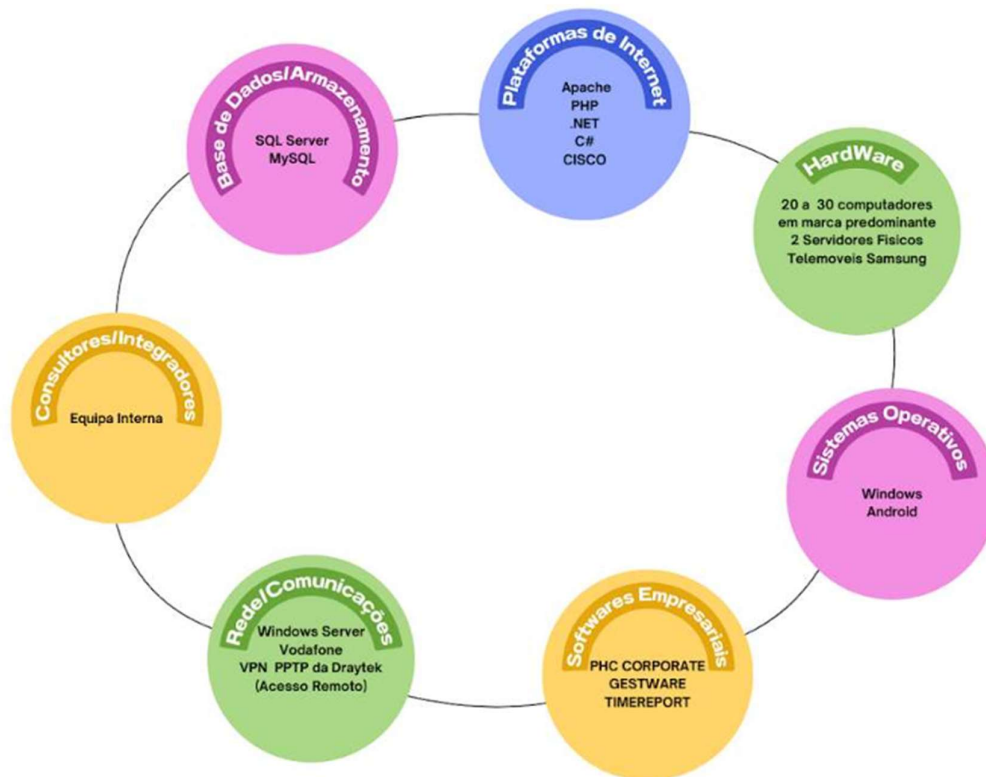 Plataformas de Internet
Apache
PHP
.NET
C#
CISCO
HardWare
20 a 30 computadores
em marca predominante
2 Servidores Fisicos
Telemoveis Samsung
Sistemas Operativos
Windows
Android
Softwares Empresariais
PHC CORPORATE
GESTWARE
TIMEREPORT
Rede/Comunicações
Windows Server
Vodafone
VPN PPTP da Draytek
(Acesso Remoto)
Consultores/Integradores
Equipa Interna
Base de Dados/Armazenamento
SQL Server
MySQL